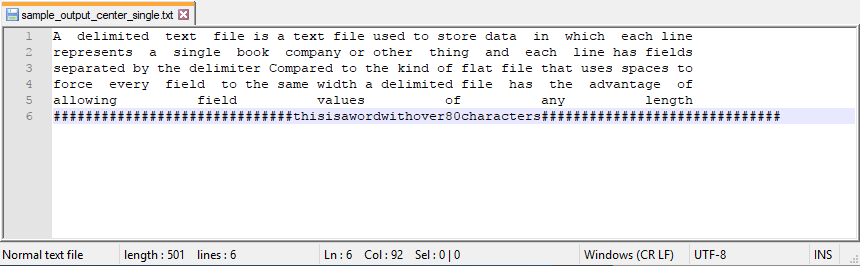 sample_output_center_single.txt
1 A  delimited  text  file is a text file used to store data  in  which  each line
2 represents  a  single  book  company or other  thing  and  each  line has fields
3 separated by the delimiter Compared to the kind of flat file that uses spaces to
4 force  every  field  to the same width a delimited file  has  the  advantage  of
5 allowing          field          values          of          any          length
6 ##############################thisisawordwithover80characters##############################
Normal text file length : 501 lines : 6 Ln : 6 Col : 92 Sel : 0 | 0 Windows (CR LF) UTF-8 INS